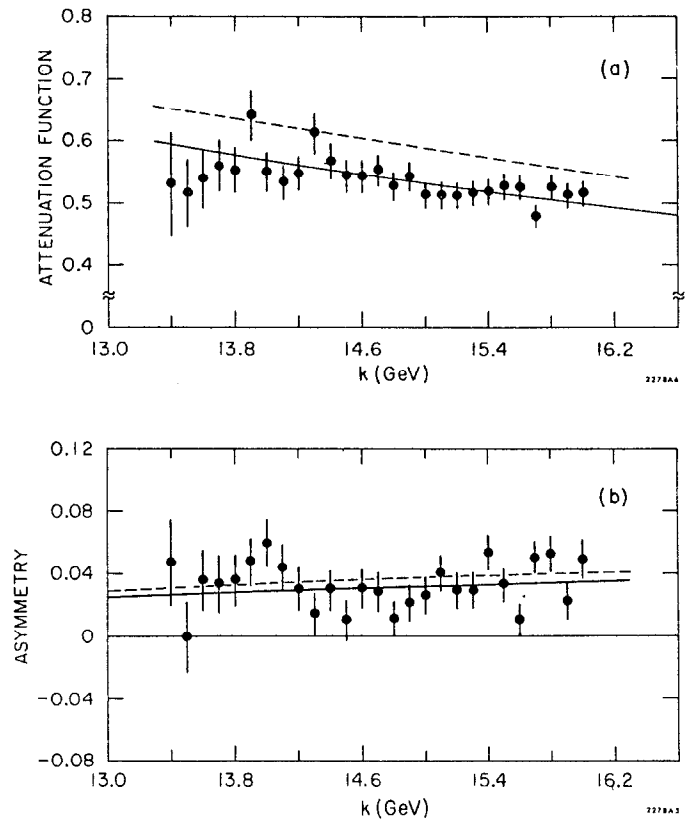 0.8
(a)
0.7
0.6
0.5
0.4
0
ATTENUATION FUNCTION
13.0 13.8 14.6 15.4 16.2
k (GeV)
2278A4
0.12
(b)
0.08
0.04
0
-0.04
-0.08
ASYMMETRY
13.0 13.8 14.6 15.4 16.2
k (GeV)
2278A5